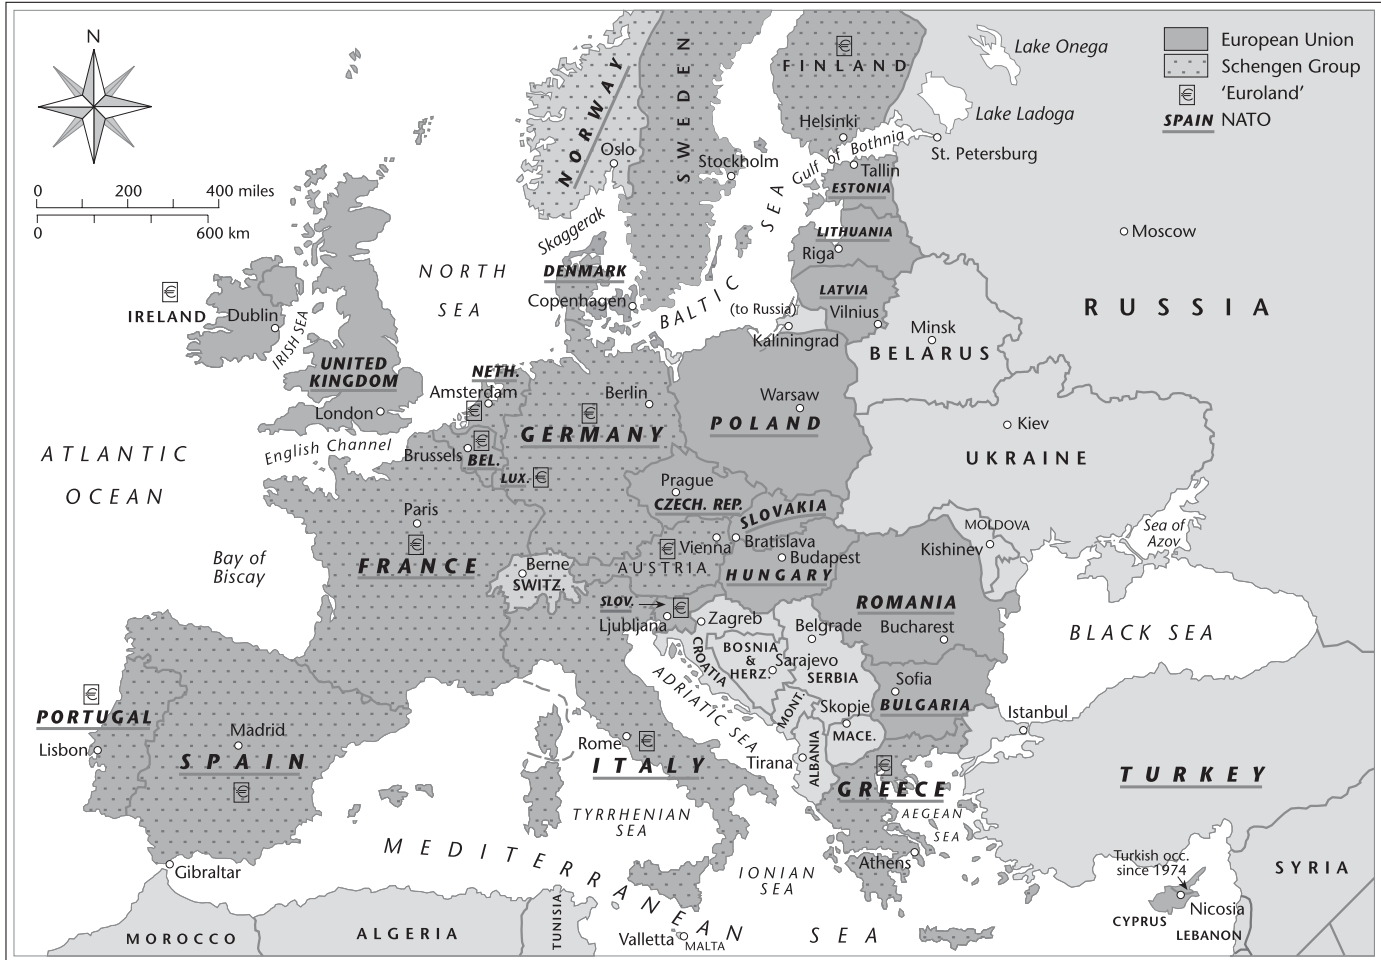 N
0 200 400 miles
0 600 km
European Union
Schengen Group
€ 'Euroland'
SPAIN NATO
Lake Onega
Lake Ladoga
FINLAND
€
Helsinki
Gulf of Bothnia
St. Petersburg
NORWAY
Oslo
SWEDEN
Stockholm
Tallin
ESTONIA
LITHUANIA
Riga
LATVIA
Vilnius
Moscow
RUSSIA
Skaggerak
DENMARK
Copenhagen
BALTIC SEA
(to Russia)
Kaliningrad
Minsk
BELARUS
NORTH
SEA
€
IRELAND
Dublin
IRISH SEA
UNITED
KINGDOM
London
English Channel
NETH.
Amsterdam
€
Brussels
€
BEL.
LUX. €
Berlin
€
GERMANY
Warsaw
POLAND
Kiev
UKRAINE
ATLANTIC
OCEAN
Bay of
Biscay
Paris
€
FRANCE
Prague
CZECH. REP.
SLOVAKIA
Bratislava
€ Vienna
AUSTRIA
Budapest
HUNGARY
Berne
SWITZ.
MOLDOVA
Kishinev
Sea of
Azov
SLOV. €
Ljubljana
Zagreb
CROATIA
BOSNIA
&
HERZ.
Sarajevo
Belgrade
SERBIA
ROMANIA
Bucharest
BLACK SEA
Sofia
BULGARIA
MONT.
Skopje
MACE.
ALBANIA
Tirana
ADRIATIC SEA
€
PORTUGAL
Lisbon
Madrid
SPAIN
€
Gibraltar
Rome €
ITALY
TYRRHENIAN
SEA
€
GREECE
AEGEAN
SEA
Athens
IONIAN
SEA
Istanbul
TURKEY
MEDITERRANEAN SEA
Turkish occ.
since 1974
Nicosia
CYPRUS
LEBANON
SYRIA
MOROCCO
ALGERIA
TUNISIA
Valletta
MALTA